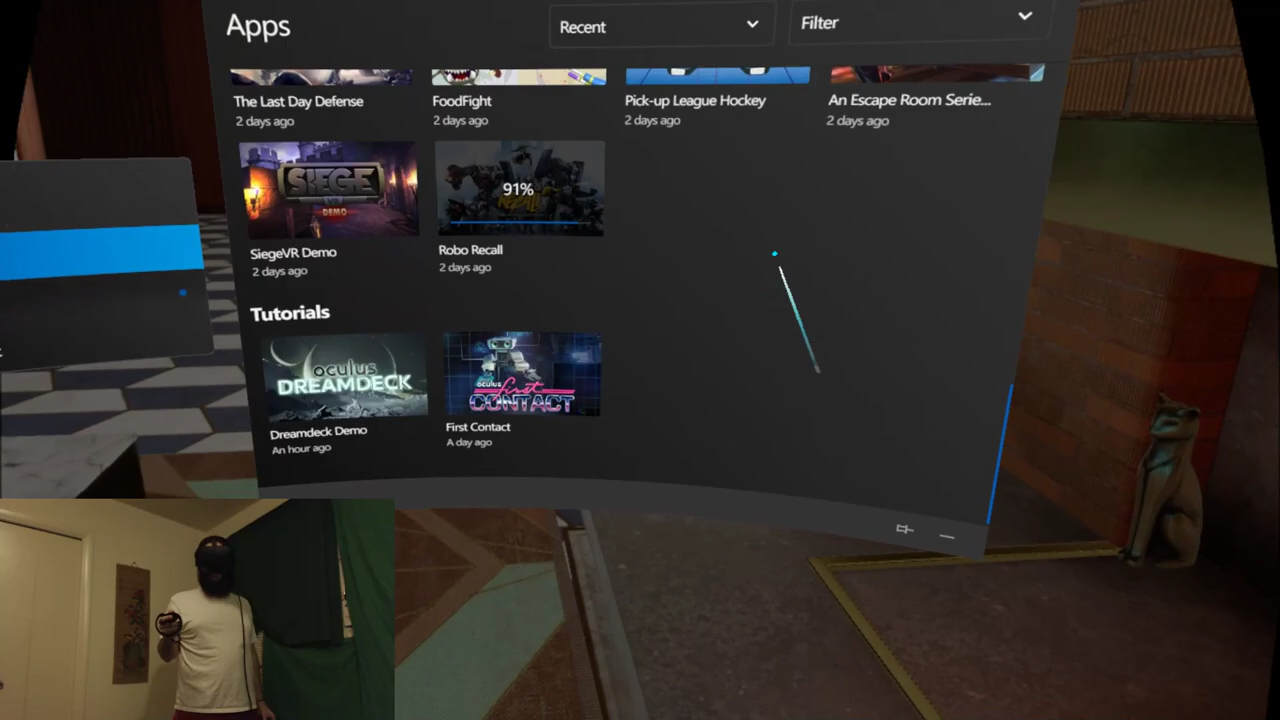 Apps
Recent
Filter
The Last Day Defense
2 days ago
FoodFight
2 days ago
Pick-up League Hockey
2 days ago
An Escape Room Serie...
2 days ago
SIEGE
DEMO
SiegeVR Demo
2 days ago
91%
Robo Recall
2 days ago
Tutorials
oculus
DREAMDECK
Dreamdeck Demo
An hour ago
oculus
first
CONTACT
First Contact
A day ago